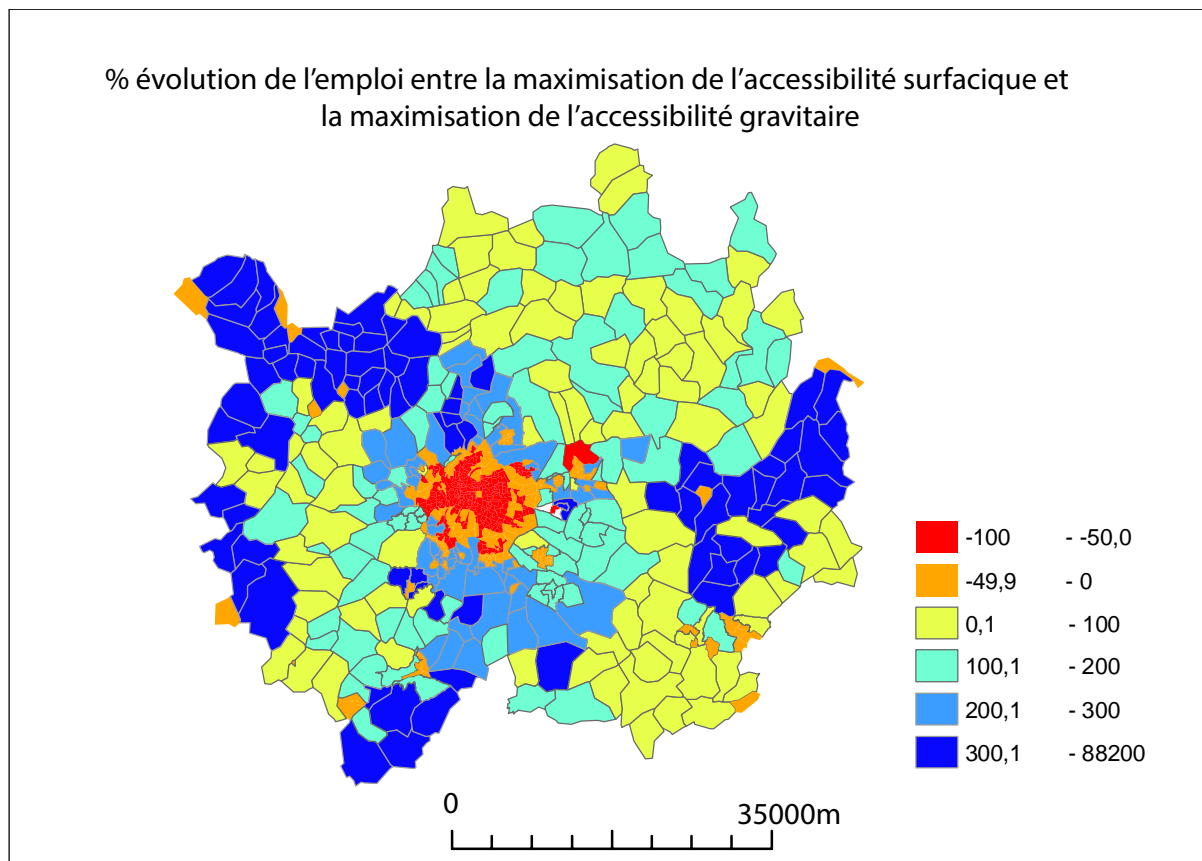 % évolution de l’emploi entre la maximisation de l’accessibilité surfacique et
la maximisation de l’accessibilité gravitaire
-100 - -50,0
-49,9 - 0
0,1 - 100
100,1 - 200
200,1 - 300
300,1 - 88200
0 35000m